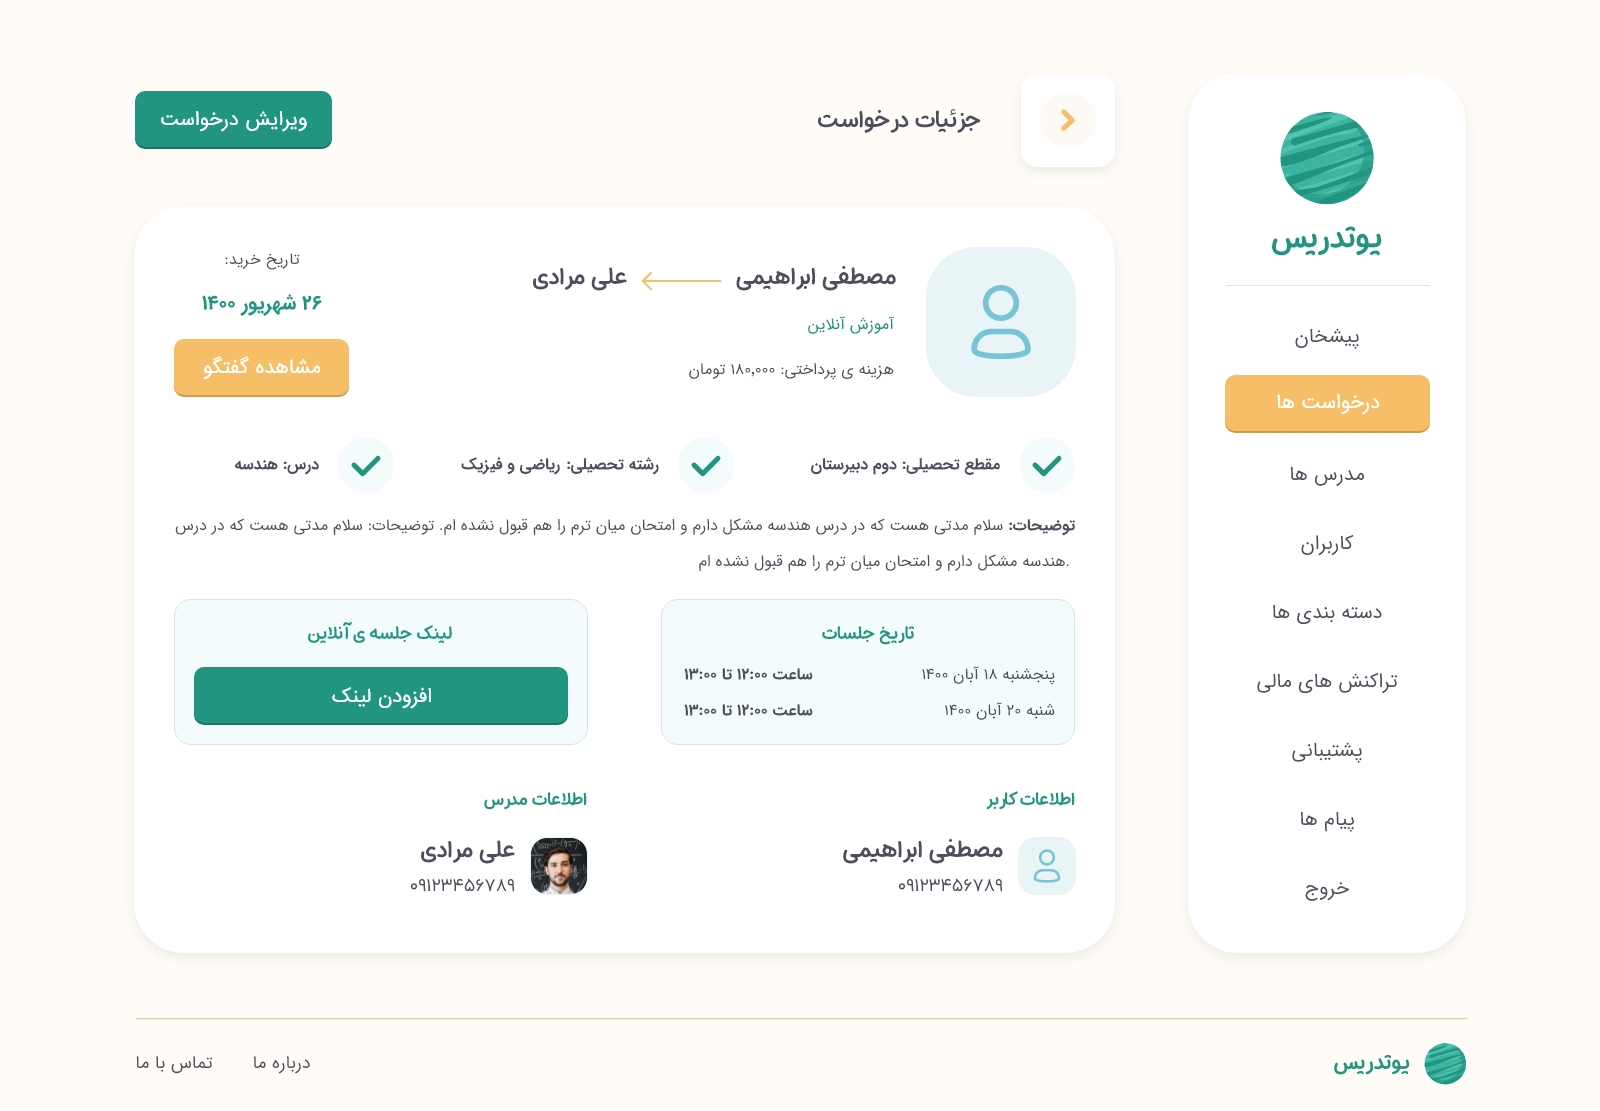 یوتدریس
پیشخان
درخواست ها
مدرس ها
کاربران
دسته بندی ها
تراکنش های مالی
پشتیبانی
پیام ها
خروج
جزئیات درخواست
ویرایش درخواست
مصطفی ابراهیمی
علی مرادی
آموزش آنلاین
هزینه ی پرداختی: ۱۸۰,۰۰۰ تومان
تاریخ خرید:
۲۶ شهریور ۱۴۰۰
مشاهده گفتگو
مقطع تحصیلی: دوم دبیرستان
رشته تحصیلی: ریاضی و فیزیک
درس: هندسه
توضیحات: سلام مدتی هست که در درس هندسه مشکل دارم و امتحان میان ترم را هم قبول نشده ام. توضیحات: سلام مدتی هست که در درس
.هندسه مشکل دارم و امتحان میان ترم را هم قبول نشده ام
تاریخ جلسات
پنجشنبه ۱۸ آبان ۱۴۰۰ ساعت ۱۲:۰۰ تا ۱۳:۰۰
شنبه ۲۰ آبان ۱۴۰۰ ساعت ۱۲:۰۰ تا ۱۳:۰۰
لینک جلسه ی آنلاین
افزودن لینک
اطلاعات کاربر
مصطفی ابراهیمی
۰۹۱۲۳۴۵۶۷۸۹
اطلاعات مدرس
علی مرادی
۰۹۱۲۳۴۵۶۷۸۹
یوتدریس
درباره ما
تماس با ما